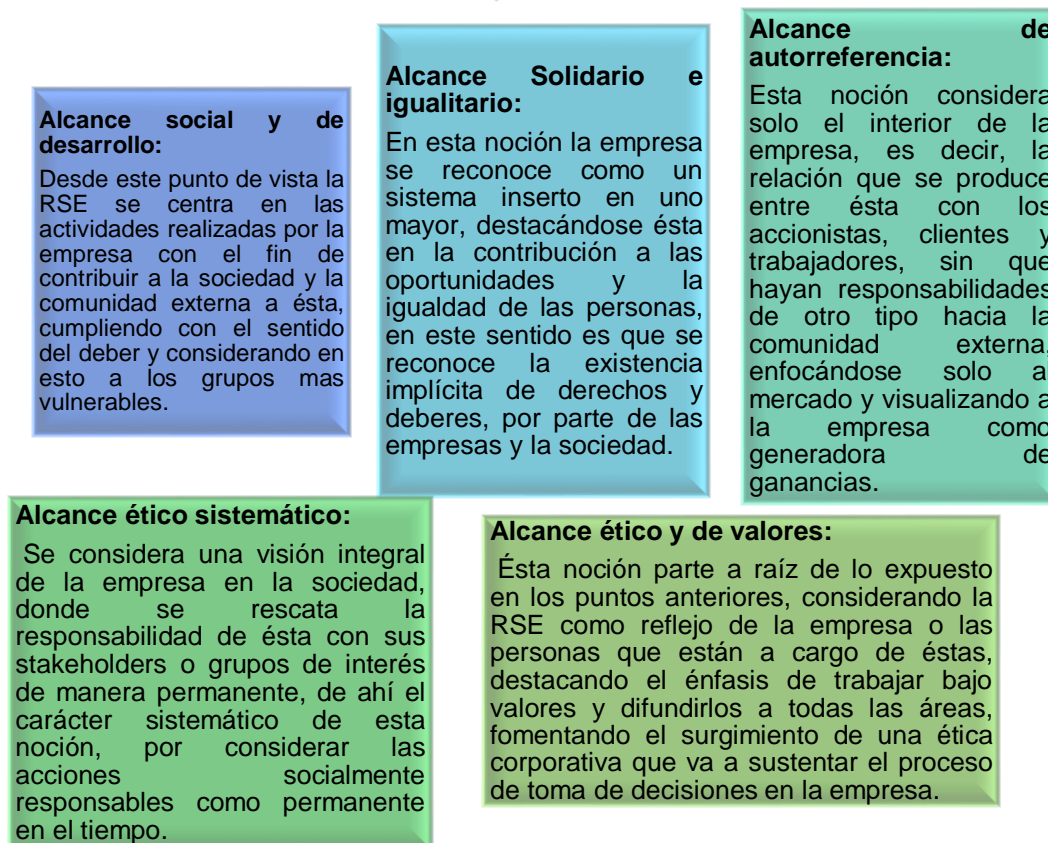 Alcance social y de
desarrollo:
Desde este punto de vista la
RSE se centra en las
actividades realizadas por la
empresa con el fin de
contribuir a la sociedad y la
comunidad externa a ésta,
cumpliendo con el sentido
del deber y considerando en
esto a los grupos mas
vulnerables.
Alcance Solidario e
igualitario:
En esta noción la empresa
se reconoce como un
sistema inserto en uno
mayor, destacándose ésta
en la contribución a las
oportunidades y la
igualdad de las personas,
en este sentido es que se
reconoce la existencia
implícita de derechos y
deberes, por parte de las
empresas y la sociedad.
Alcance de
autorreferencia:
Esta noción considera
solo el interior de la
empresa, es decir, la
relación que se produce
entre ésta con los
accionistas, clientes y
trabajadores, sin que
hayan responsabilidades
de otro tipo hacia la
comunidad externa,
enfocándose solo al
mercado y visualizando a
la empresa como
generadora de
ganancias.
Alcance ético sistemático:
Se considera una visión integral
de la empresa en la sociedad,
donde se rescata la
responsabilidad de ésta con sus
stakeholders o grupos de interés
de manera permanente, de ahí el
carácter sistemático de esta
noción, por considerar las
acciones socialmente
responsables como permanente
en el tiempo.
Alcance ético y de valores:
Ésta noción parte a raíz de lo expuesto
en los puntos anteriores, considerando la
RSE como reflejo de la empresa o las
personas que están a cargo de éstas,
destacando el énfasis de trabajar bajo
valores y difundirlos a todas las áreas,
fomentando el surgimiento de una ética
corporativa que va a sustentar el proceso
de toma de decisiones en la empresa.